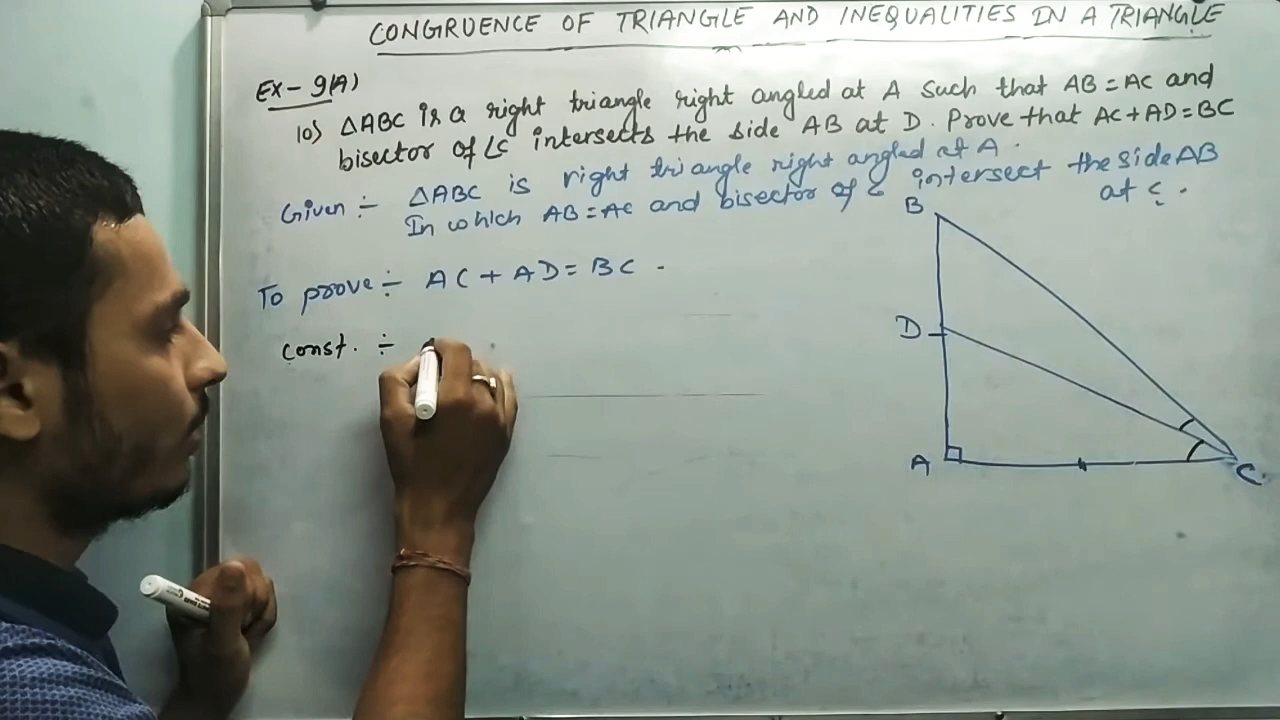 CONGRUENCE OF TRIANGLE AND INEQUALITIES IN A TRIANGLE
EX - 9(A)
10) △ABC is a right triangle right angled at A such that AB = AC and
bisector of ∠C intersects the side AB at D. Prove that AC + AD = BC
Given :- △ABC is right triangle right angled at A.
In which AB = AC and bisector of C intersect the side AB
at C.
To prove :- AC + AD = BC.
Const. :-
B
D
A
C